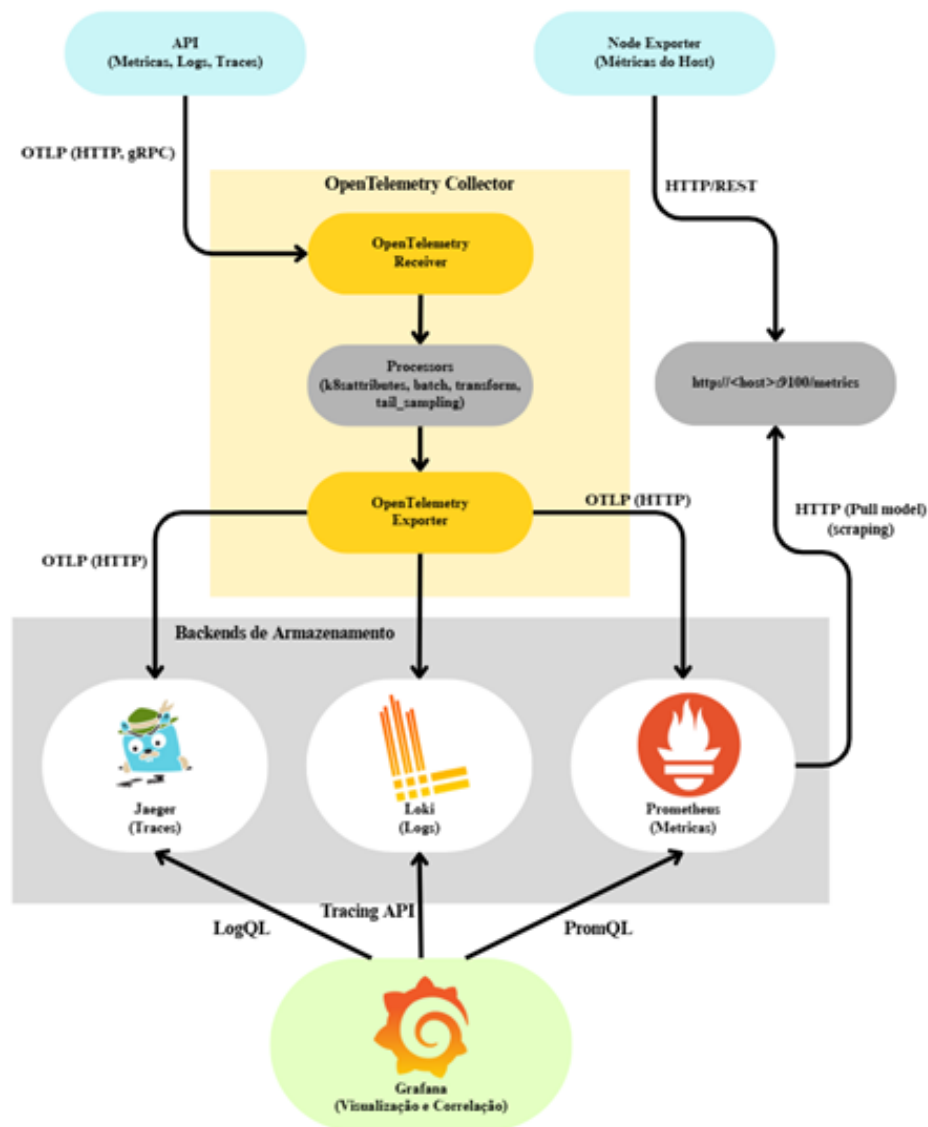 API
(Metricas, Logs, Traces)
Node Exporter
(Métricas do Host)
OTLP (HTTP, gRPC)
OpenTelemetry Collector
HTTP/REST
OpenTelemetry
Receiver
Processors
(k8sattributes, batch, transform,
tail_sampling)
http://<host>:9100/metrics
OpenTelemetry
Exporter
OTLP (HTTP)
HTTP (Pull model)
(scraping)
OTLP (HTTP)
Backends de Armazenamento
Jaeger
(Traces)
Loki
(Logs)
Prometheus
(Metricas)
LogQL
Tracing API
PromQL
Grafana
(Visualização e Correlação)